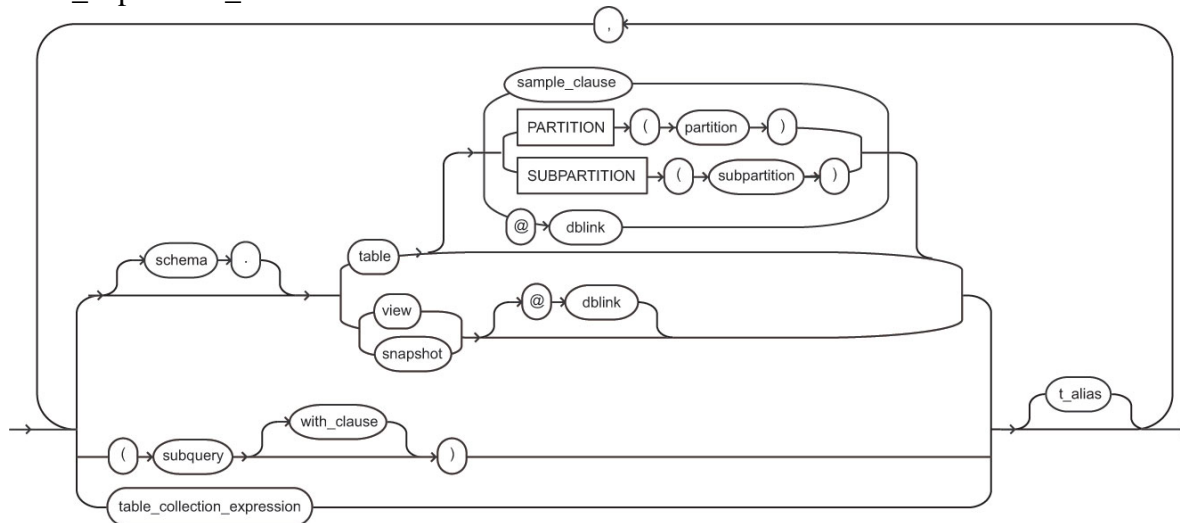 ,
sample_clause
PARTITION ( partition )
SUBPARTITION ( subpartition )
@ dblink
schema .
table
view
@ dblink
snapshot
t_alias
with_clause
( subquery )
table_collection_expression